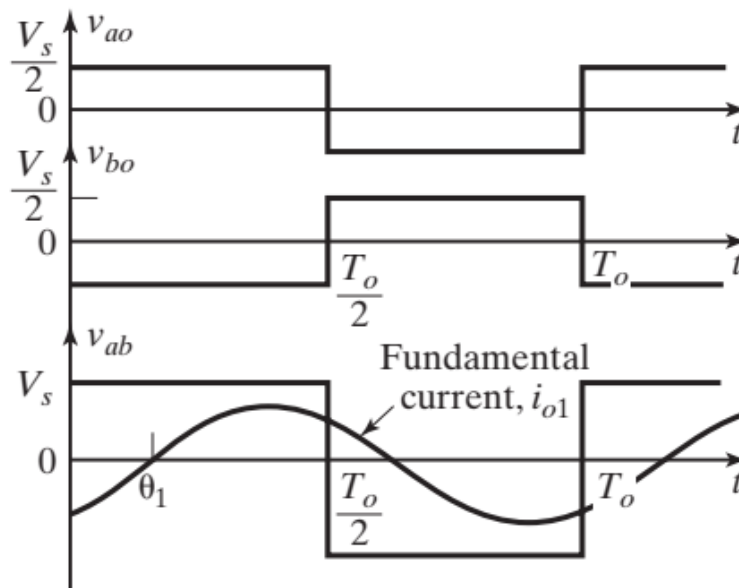 v_ao
V_s
2
0
t
v_bo
V_s
2
0
T_o
2
T_o
t
v_ab
Fundamental
current, i_o1
V_s
0
θ_1
T_o
2
T_o
t